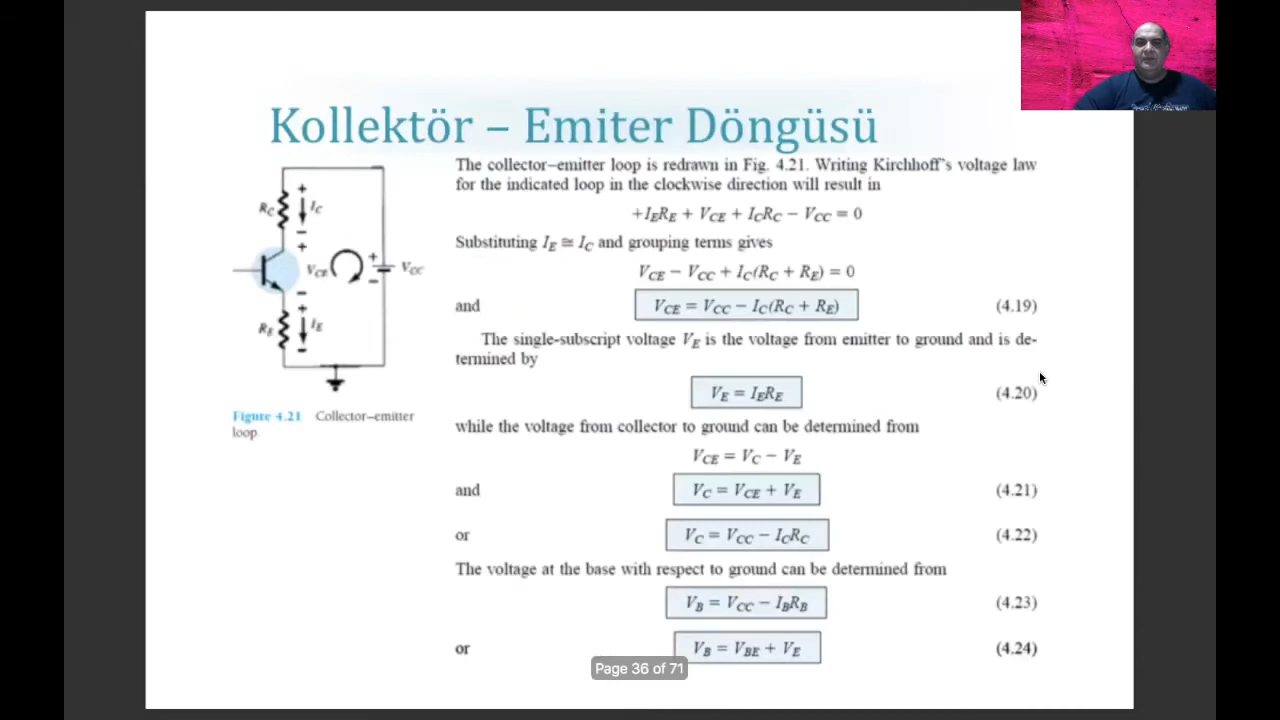 Kollektör – Emiter Döngüsü
The collector–emitter loop is redrawn in Fig. 4.21. Writing Kirchhoff's voltage law
for the indicated loop in the clockwise direction will result in
+IERE + VCE + ICRC − VCC = 0
Substituting IE ≅ IC and grouping terms gives
VCE − VCC + IC(RC + RE) = 0
and VCE = VCC − IC(RC + RE) (4.19)
The single-subscript voltage VE is the voltage from emitter to ground and is de-
termined by
VE = IERE (4.20)
while the voltage from collector to ground can be determined from
VCE = VC − VE
and VC = VCE + VE (4.21)
or VC = VCC − ICRC (4.22)
The voltage at the base with respect to ground can be determined from
VB = VCC − IBRB (4.23)
or VB = VBE + VE (4.24)
+
RC IC
−
+
VCE + VCC
−
−
+
RE IE
−
Figure 4.21 Collector–emitter
loop.
Page 36 of 71